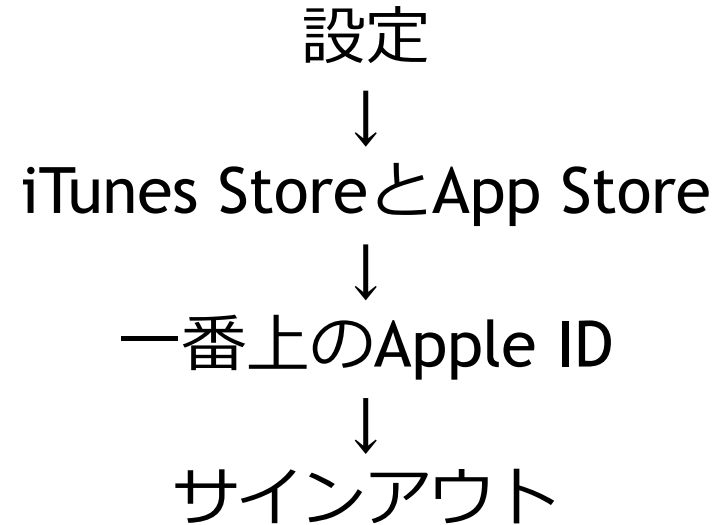 設定
↓
iTunes StoreとApp Store
↓
一番上のApple ID
↓
サインアウト